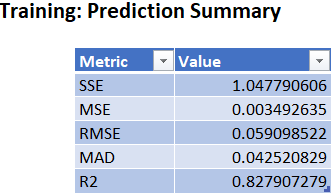 Training: Prediction Summary
Metric Value
SSE 1.047790606
MSE 0.003492635
RMSE 0.059098522
MAD 0.042520829
R2 0.827907279